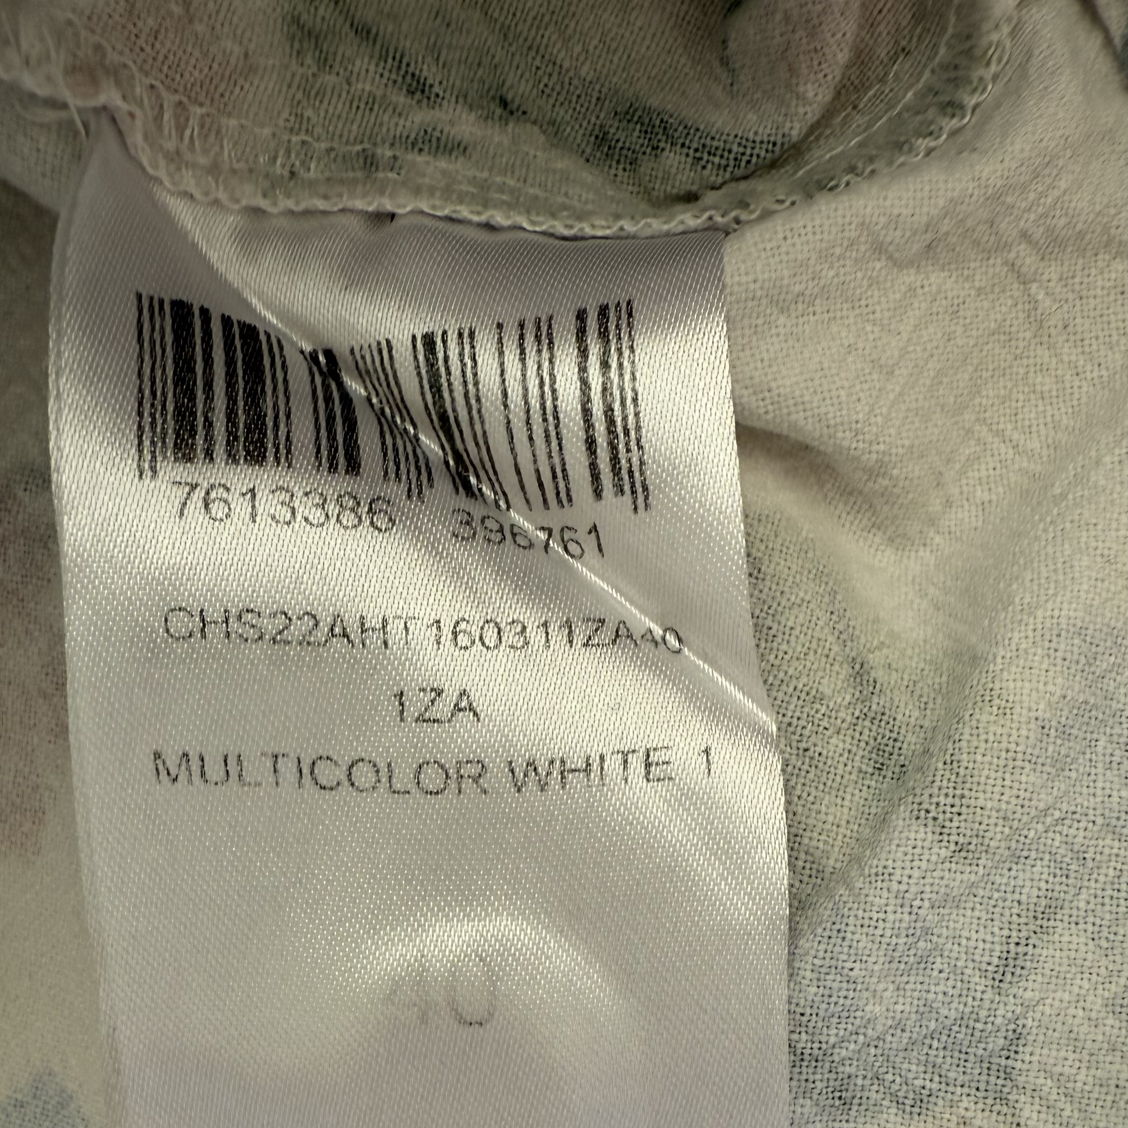 7613386 396761
CHS22AHT160311ZA40
1ZA
MULTICOLOR WHITE 1
40